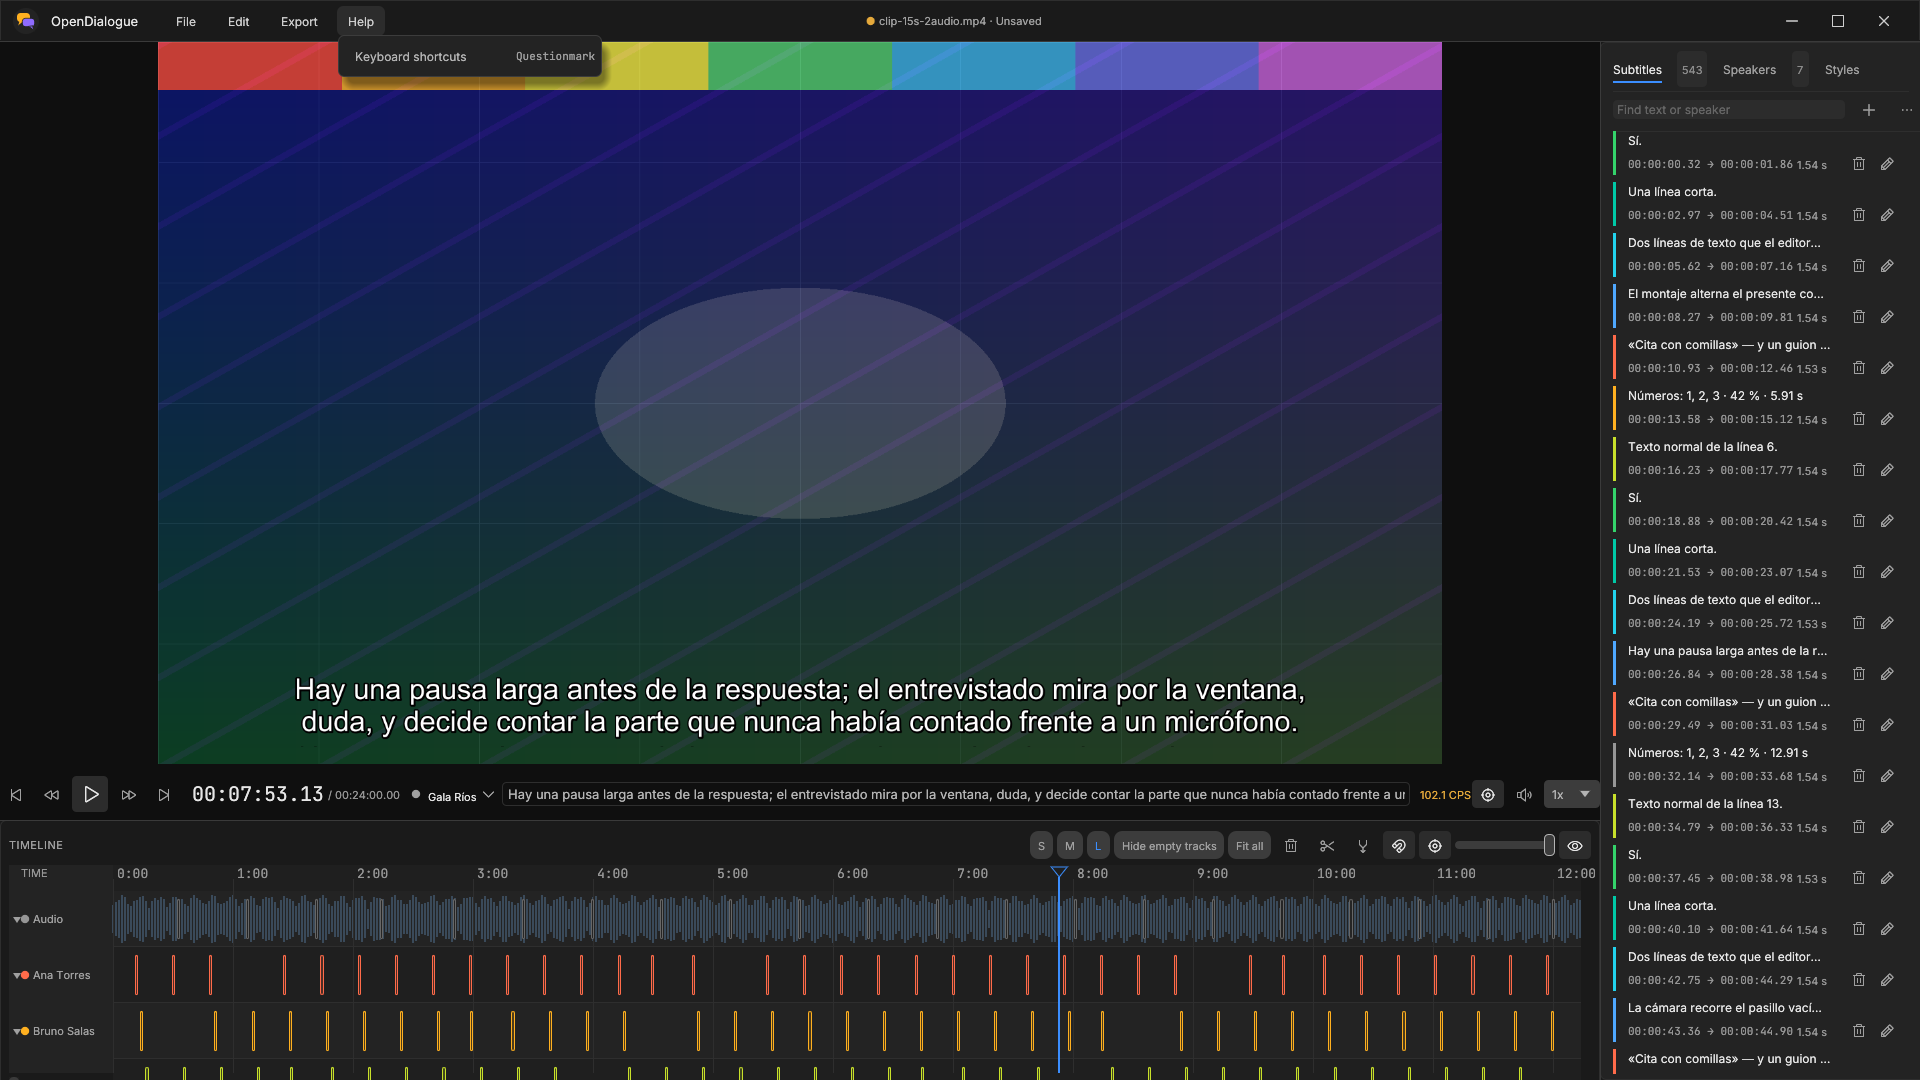 OpenDialogue File Edit Export Help clip-15s-2audio.mp4 · Unsaved
Keyboard shortcuts Questionmark
Hay una pausa larga antes de la respuesta; el entrevistado mira por la ventana,
duda, y decide contar la parte que nunca había contado frente a un micrófono.
00:07:53.13 / 00:24:00.00 Gala Ríos Hay una pausa larga antes de la respuesta; el entrevistado mira por la ventana, duda, y decide contar la parte que nunca había contado frente a ur 102.1 CPS 1x
TIMELINE S M L Hide empty tracks Fit all
TIME 0:00 1:00 2:00 3:00 4:00 5:00 6:00 7:00 8:00 9:00 10:00 11:00 12:00
Audio
Ana Torres
Bruno Salas
Subtitles 543 Speakers 7 Styles
Find text or speaker
Sí.
00:00:00.32 → 00:00:01.86 1.54 s
Una línea corta.
00:00:02.97 → 00:00:04.51 1.54 s
Dos líneas de texto que el editor...
00:00:05.62 → 00:00:07.16 1.54 s
El montaje alterna el presente co...
00:00:08.27 → 00:00:09.81 1.54 s
«Cita con comillas» — y un guion ...
00:00:10.93 → 00:00:12.46 1.53 s
Números: 1, 2, 3 · 42 % · 5.91 s
00:00:13.58 → 00:00:15.12 1.54 s
Texto normal de la línea 6.
00:00:16.23 → 00:00:17.77 1.54 s
Sí.
00:00:18.88 → 00:00:20.42 1.54 s
Una línea corta.
00:00:21.53 → 00:00:23.07 1.54 s
Dos líneas de texto que el editor...
00:00:24.19 → 00:00:25.72 1.53 s
Hay una pausa larga antes de la r...
00:00:26.84 → 00:00:28.38 1.54 s
«Cita con comillas» — y un guion ...
00:00:29.49 → 00:00:31.03 1.54 s
Números: 1, 2, 3 · 42 % · 12.91 s
00:00:32.14 → 00:00:33.68 1.54 s
Texto normal de la línea 13.
00:00:34.79 → 00:00:36.33 1.54 s
Sí.
00:00:37.45 → 00:00:38.98 1.53 s
Una línea corta.
00:00:40.10 → 00:00:41.64 1.54 s
Dos líneas de texto que el editor...
00:00:42.75 → 00:00:44.29 1.54 s
La cámara recorre el pasillo vací...
00:00:43.36 → 00:00:44.90 1.54 s
«Cita con comillas» — y un guion ...